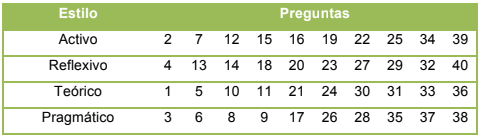 Estilo Preguntas
Activo 2 7 12 15 16 19 22 25 34 39
Reflexivo 4 13 14 18 20 23 27 29 32 40
Teórico 1 5 10 11 21 24 30 31 33 36
Pragmático 3 6 8 9 17 26 28 35 37 38